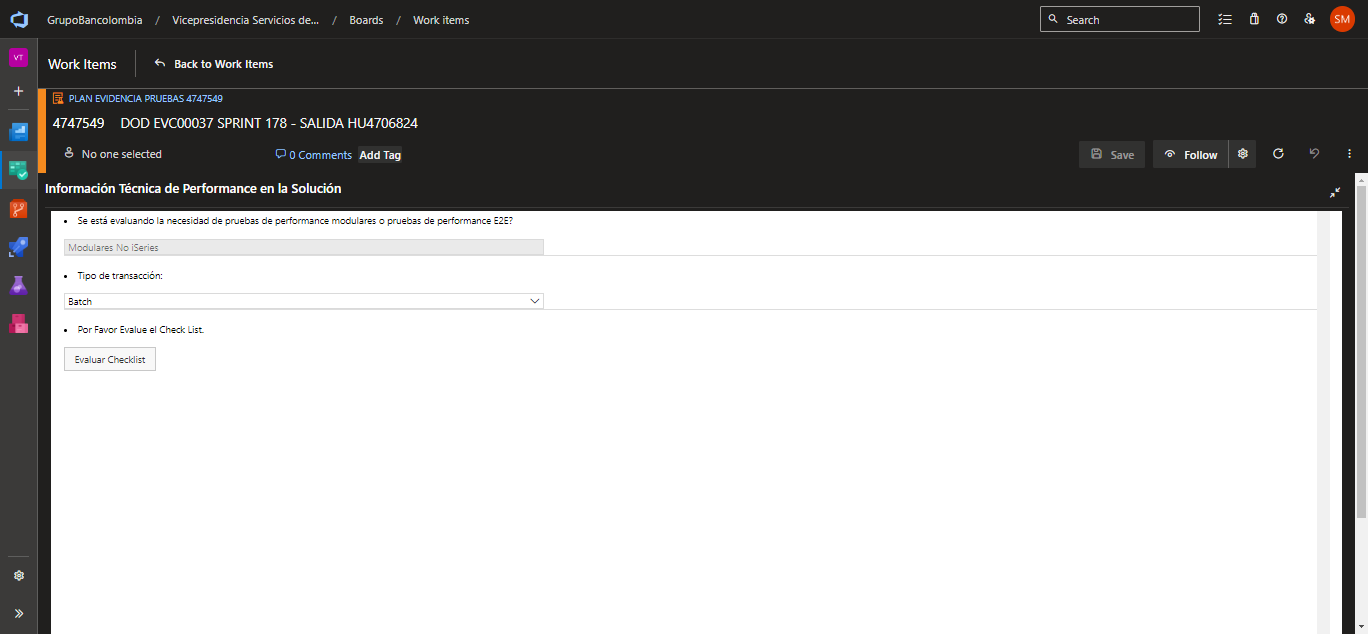 GrupoBancolombia / Vicepresidencia Servicios de... / Boards / Work items
Search
SM
VT
Work Items
Back to Work Items
PLAN EVIDENCIA PRUEBAS 4747549
4747549 DOD EVC00037 SPRINT 178 - SALIDA HU4706824
No one selected
0 Comments
Add Tag
Save
Follow
Información Técnica de Performance en la Solución
• Se está evaluando la necesidad de pruebas de performance modulares o pruebas de performance E2E?
Modulares No iSeries
• Tipo de transacción:
Batch
• Por Favor Evalue el Check List.
Evaluar Checklist